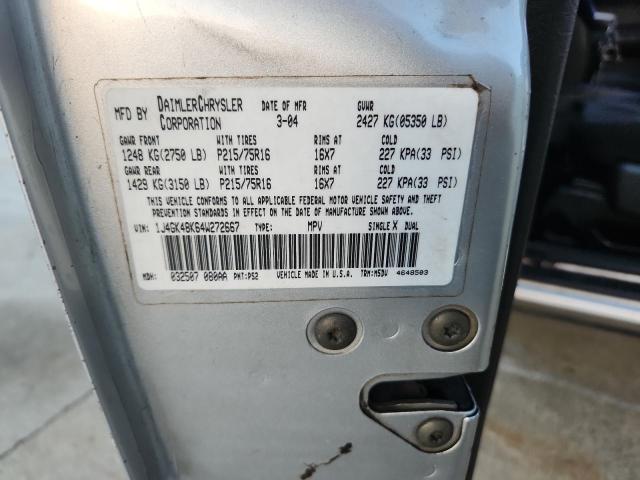 MFD BY DAIMLERCHRYSLER CORPORATION DATE OF MFR 3-04 GVWR 2427 KG(05350 LB)
GAWR FRONT WITH TIRES RIMS AT COLD
1248 KG(2750 LB) P215/75R16 16X7 227 KPA(33 PSI)
GAWR REAR WITH TIRES RIMS AT COLD
1429 KG(3150 LB) P215/75R16 16X7 227 KPA(33 PSI)
THIS VEHICLE CONFORMS TO ALL APPLICABLE FEDERAL MOTOR VEHICLE SAFETY AND THEFT
PREVENTION STANDARDS IN EFFECT ON THE DATE OF MANUFACTURE SHOWN ABOVE.
VIN: 1J4GK48K64W272667 TYPE: MPV SINGLE X DUAL
MDH: 032507 080AA PNT:PS2 VEHICLE MADE IN U.S.A. TRM:MSDV 4648503